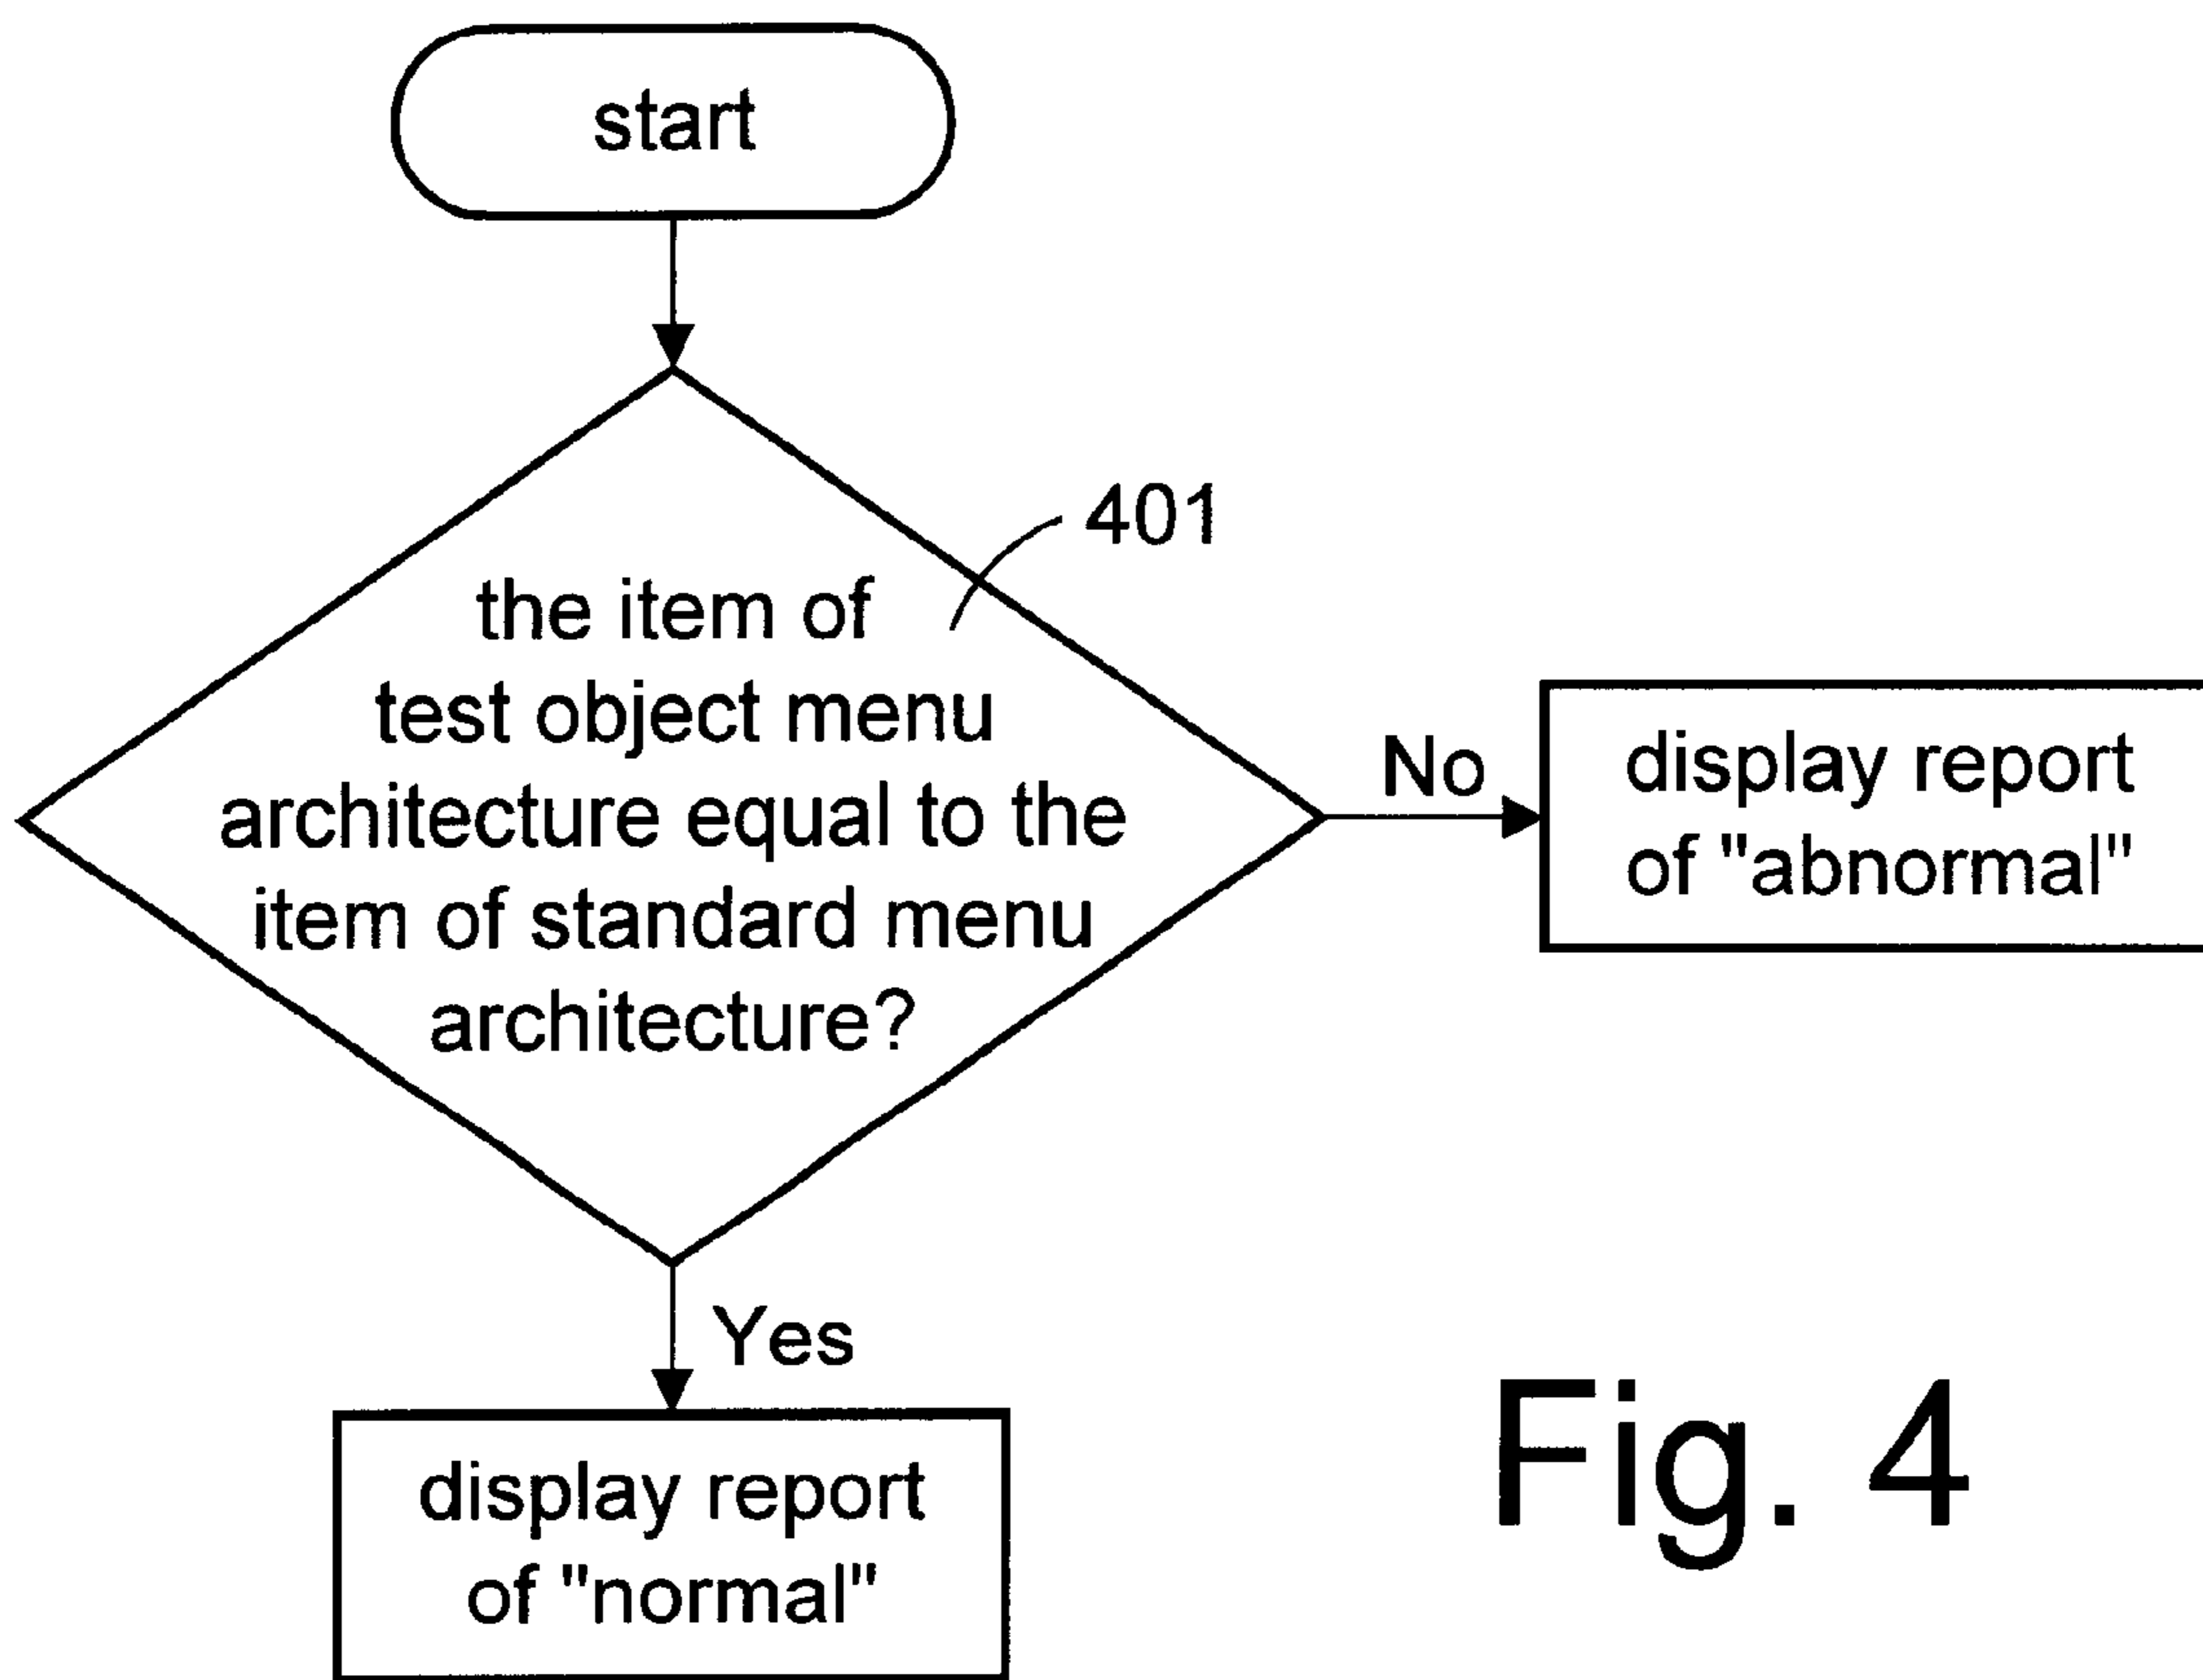 start
401
the item of
test object menu
architecture equal to the
item of standard menu
architecture?
No
display report
of "abnormal"
Yes
display report
of "normal"
Fig. 4